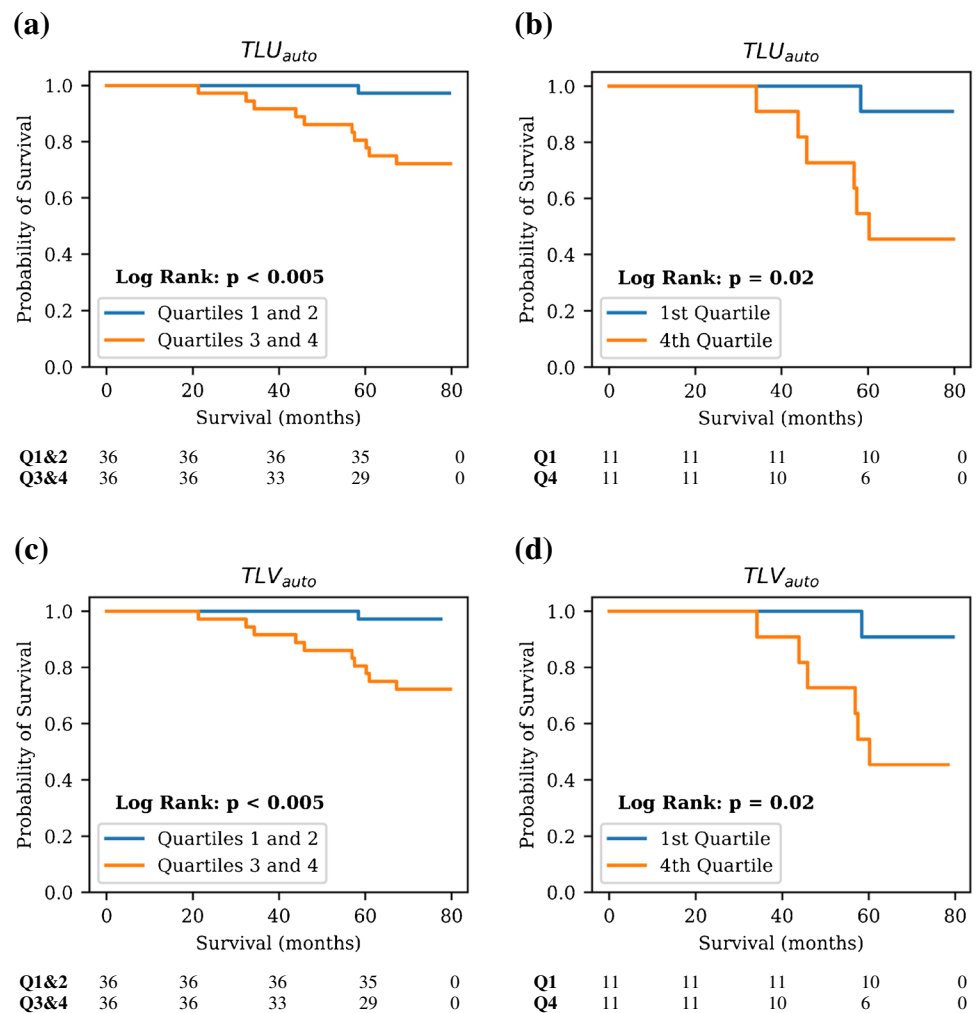 (a)
TLU_auto
Probability of Survival
1.0
0.8
0.6
0.4
0.2
0.0
Log Rank: p < 0.005
Quartiles 1 and 2
Quartiles 3 and 4
0 20 40 60 80
Survival (months)
Q1&2 36 36 36 35 0
Q3&4 36 36 33 29 0
(b)
TLU_auto
Probability of Survival
1.0
0.8
0.6
0.4
0.2
0.0
Log Rank: p = 0.02
1st Quartile
4th Quartile
0 20 40 60 80
Survival (months)
Q1 11 11 11 10 0
Q4 11 11 10 6 0
(c)
TLV_auto
Probability of Survival
1.0
0.8
0.6
0.4
0.2
0.0
Log Rank: p < 0.005
Quartiles 1 and 2
Quartiles 3 and 4
0 20 40 60 80
Survival (months)
Q1&2 36 36 36 35 0
Q3&4 36 36 33 29 0
(d)
TLV_auto
Probability of Survival
1.0
0.8
0.6
0.4
0.2
0.0
Log Rank: p = 0.02
1st Quartile
4th Quartile
0 20 40 60 80
Survival (months)
Q1 11 11 11 10 0
Q4 11 11 10 6 0